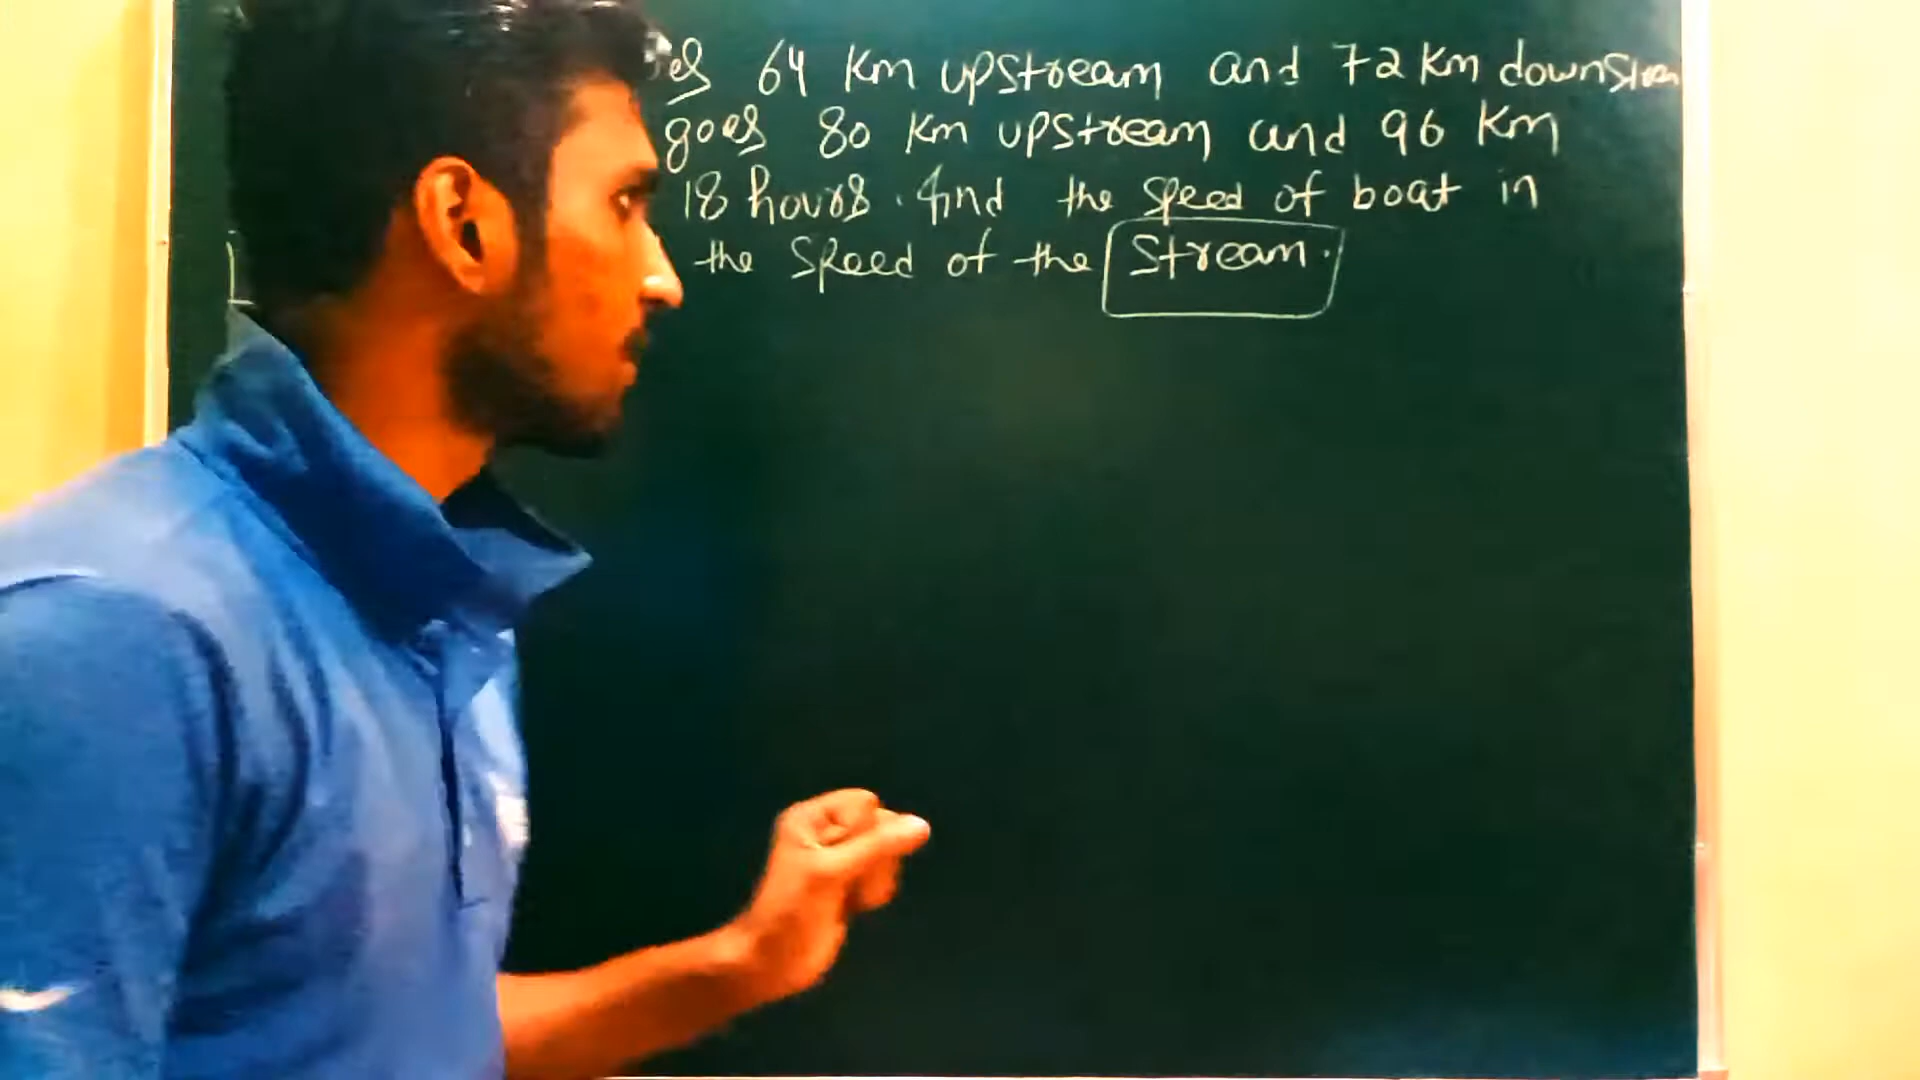 64 Km upstream and 72 Km downstream
goes 80 Km upstream and 96 Km
18 hours. find the speed of boat in
the speed of the stream.